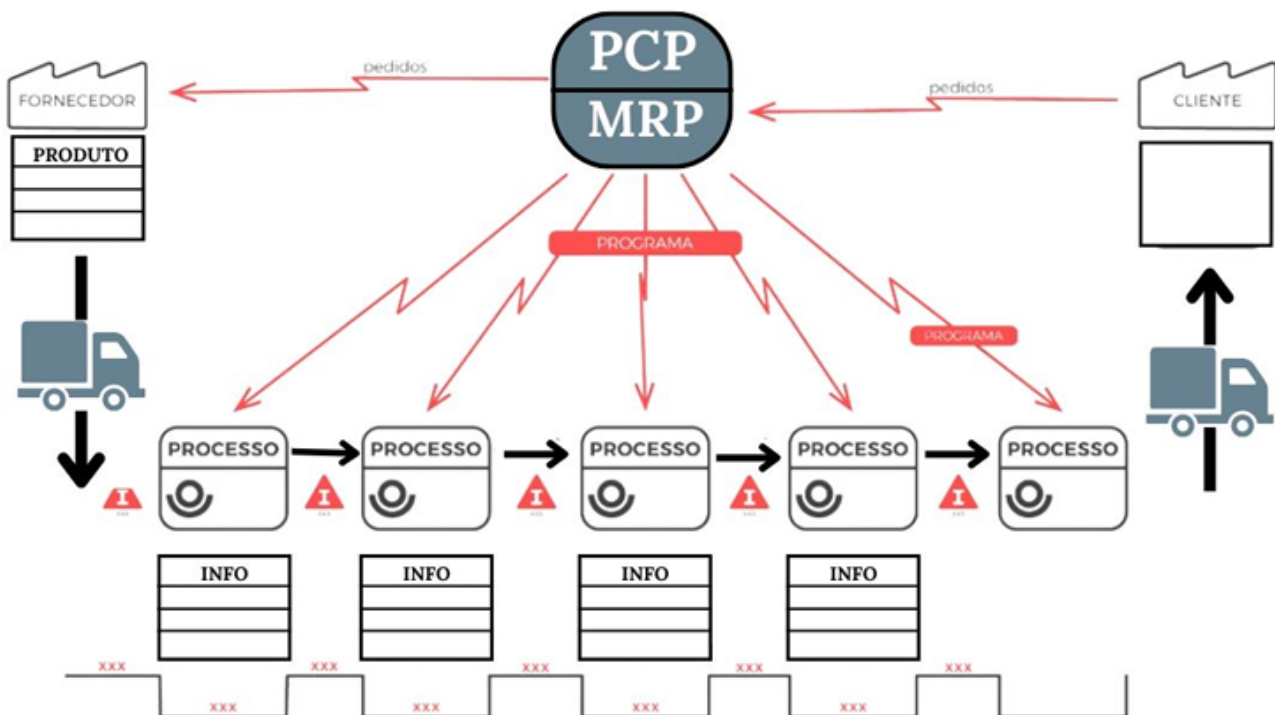 PCP
MRP
pedidos
pedidos
FORNECEDOR
CLIENTE
PRODUTO
PROGRAMA
PROGRAMA
PROCESSO
PROCESSO
PROCESSO
PROCESSO
PROCESSO
I
I
I
I
I
INFO
INFO
INFO
INFO
xxx
xxx
xxx
xxx
xxx
xxx
xxx
xxx
xxx